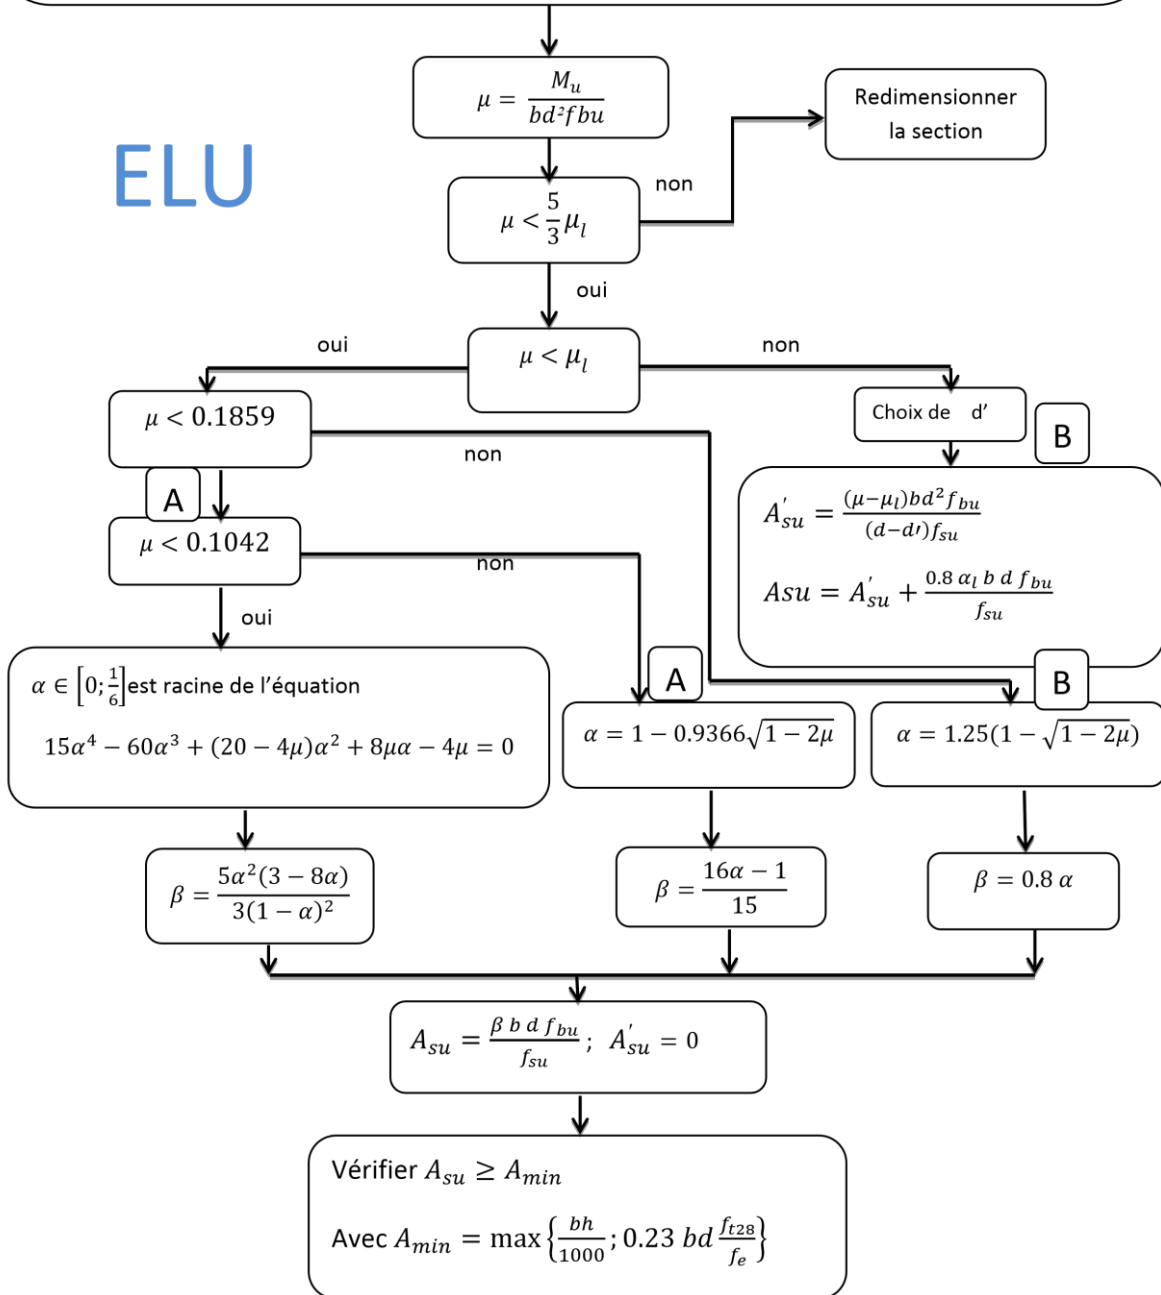 μ = M_u / bd²fbu
Redimensionner
la section
ELU
non
μ < 5/3 μ_l
oui
oui
μ < μ_l
non
μ < 0.1859
Choix de d’
B
non
A
A'_su = (μ−μ_l)bd²f_bu / (d−d′)f_su
μ < 0.1042
non
Asu = A'_su + 0.8 α_l b d f_bu / f_su
oui
α ∈ [0; 1/6] est racine de l’équation
A
B
15α⁴ − 60α³ + (20 − 4μ)α² + 8μα − 4μ = 0
α = 1 − 0.9366√(1 − 2μ)
α = 1.25(1 − √(1 − 2μ))
β = 5α²(3 − 8α) / 3(1 − α)²
β = 16α − 1 / 15
β = 0.8 α
A_su = β b d f_bu / f_su ; A'_su = 0
Vérifier A_su ≥ A_min
Avec A_min = max {bh/1000 ; 0.23 bd f_t28/f_e}